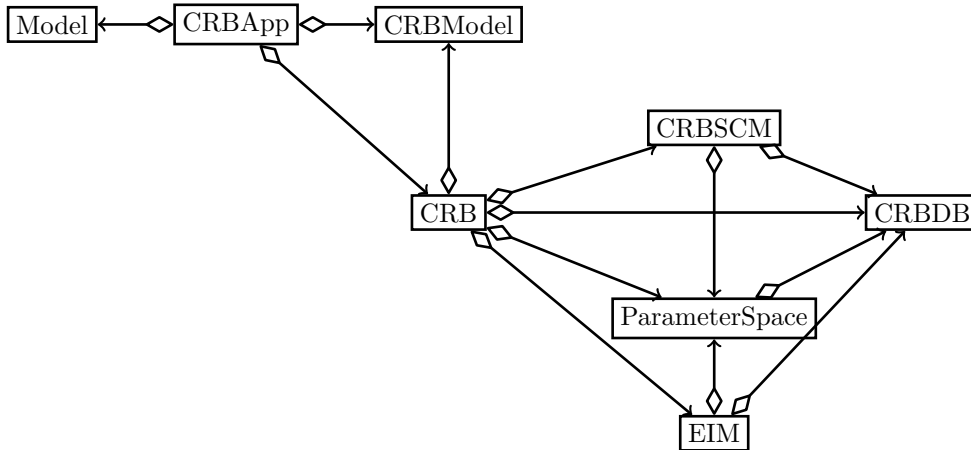 Model
CRBApp
CRBModel
CRBSCM
CRB
CRBDB
ParameterSpace
EIM